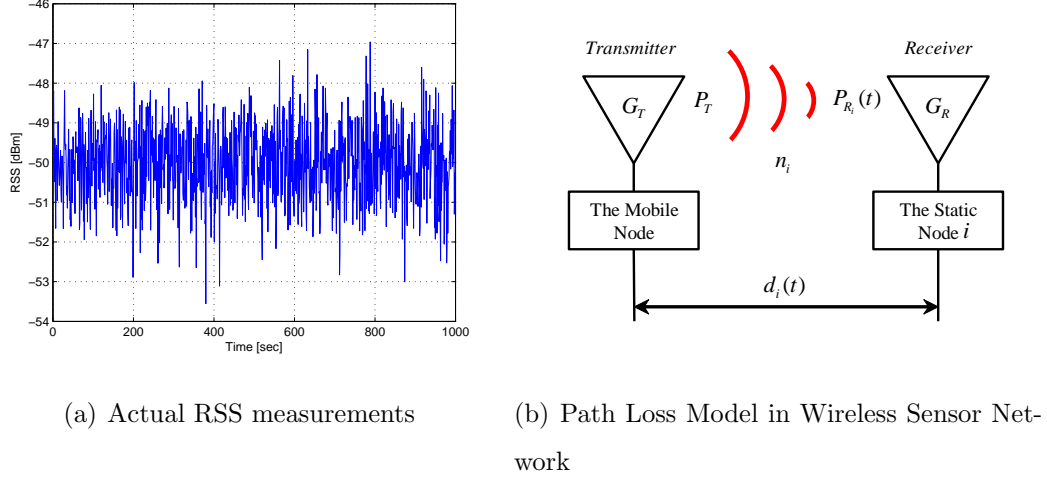 −46
−47
−48
−49
−50
−51
−52
−53
−54
RSS [dBm]
0 200 400 600 800 1000
Time [sec]
Transmitter Receiver
G_T P_T P_{R_i}(t) G_R
n_i
The Mobile
Node
The Static
Node i
d_i(t)
(a) Actual RSS measurements
(b) Path Loss Model in Wireless Sensor Net-
work